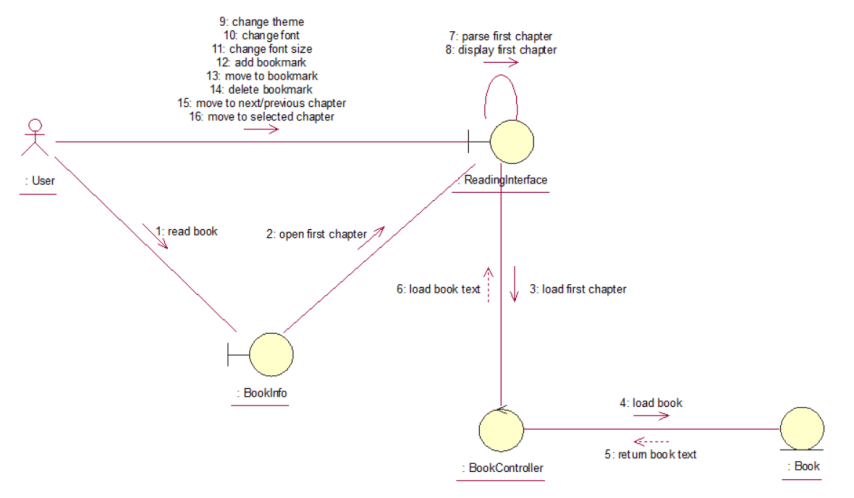 9: change theme
10: change font
11: change font size
12: add bookmark
13: move to bookmark
14: delete bookmark
15: move to next/previous chapter
16: move to selected chapter
7: parse first chapter
8: display first chapter
: User
: ReadingInterface
1: read book
2: open first chapter
6: load book text
3: load first chapter
: BookInfo
4: load book
5: return book text
: BookController
: Book